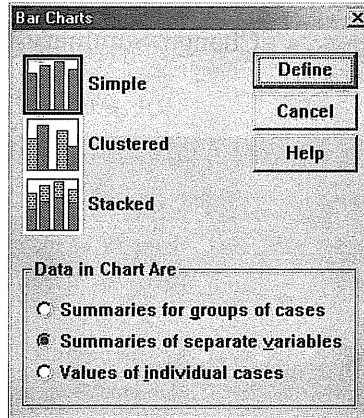 Bar Charts
Simple
Clustered
Stacked
Define
Cancel
Help
Data in Chart Are
Summaries for groups of cases
Summaries of separate variables
Values of individual cases